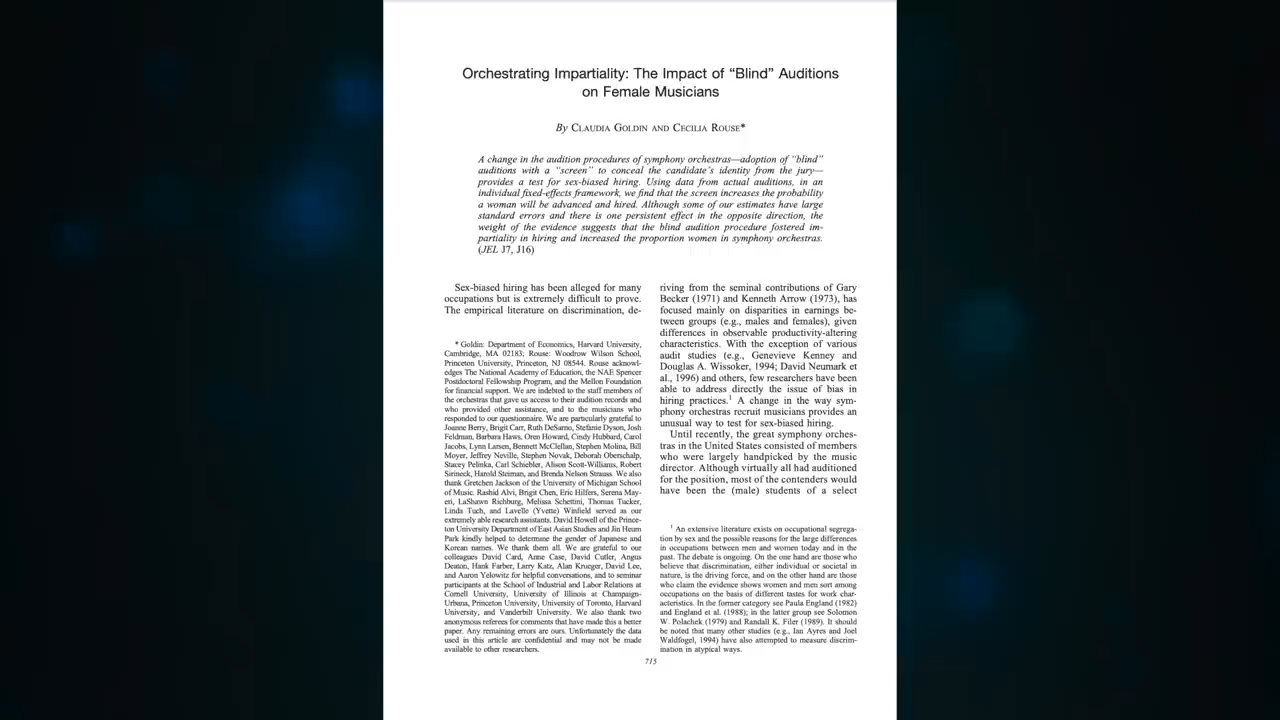 Orchestrating Impartiality: The Impact of “Blind” Auditions
on Female Musicians
By CLAUDIA GOLDIN AND CECILIA ROUSE*
A change in the audition procedures of symphony orchestras—adoption of “blind”
auditions with a “screen” to conceal the candidate’s identity from the jury—
provides a test for sex-biased hiring. Using data from actual auditions, in an
individual fixed-effects framework, we find that the screen increases the probability
a woman will be advanced and hired. Although some of our estimates have large
standard errors and there is one persistent effect in the opposite direction, the
weight of the evidence suggests that the blind audition procedure fostered im-
partiality in hiring and increased the proportion women in symphony orchestras.
(JEL J7, J16)
Sex-biased hiring has been alleged for many
occupations but is extremely difficult to prove.
The empirical literature on discrimination, de-
* Goldin: Department of Economics, Harvard University,
Cambridge, MA 02183; Rouse: Woodrow Wilson School,
Princeton University, Princeton, NJ 08544. Rouse acknowl-
edges The National Academy of Education, the NAE Spencer
Postdoctoral Fellowship Program, and the Mellon Foundation
for financial support. We are indebted to the staff members of
the orchestras that gave us access to their audition records and
who provided other assistance, and to the musicians who
responded to our questionnaire. We are particularly grateful to
Joanne Berry, Brigit Carr, Ruth DeSarno, Stefanie Dyson, Josh
Feldman, Barbara Haws, Oren Howard, Cindy Hubbard, Carol
Jacobs, Lynn Larsen, Bennett McClellan, Stephen Molina, Bill
Moyer, Jeffrey Neville, Stephen Novak, Deborah Oberschalp,
Stacey Pelinka, Carl Schiebler, Alison Scott-Williams, Robert
Sirineck, Harold Steiman, and Brenda Nelson Strauss. We also
thank Gretchen Jackson of the University of Michigan School
of Music. Rashid Alvi, Brigit Chen, Eric Hilfers, Serena May-
eri, LaShawn Richburg, Melissa Schettini, Thomas Tucker,
Linda Tuch, and Lavelle (Yvette) Winfield served as our
extremely able research assistants. David Howell of the Prince-
ton University Department of East Asian Studies and Jin Heum
Park kindly helped to determine the gender of Japanese and
Korean names. We thank them all. We are grateful to our
colleagues David Card, Anne Case, David Cutler, Angus
Deaton, Hank Farber, Larry Katz, Alan Krueger, David Lee,
and Aaron Yelowitz for helpful conversations, and to seminar
participants at the School of Industrial and Labor Relations at
Cornell University, University of Illinois at Champaign-
Urbana, Princeton University, University of Toronto, Harvard
University, and Vanderbilt University. We also thank two
anonymous referees for comments that have made this a better
paper. Any remaining errors are ours. Unfortunately the data
used in this article are confidential and may not be made
available to other researchers.
riving from the seminal contributions of Gary
Becker (1971) and Kenneth Arrow (1973), has
focused mainly on disparities in earnings be-
tween groups (e.g., males and females), given
differences in observable productivity-altering
characteristics. With the exception of various
audit studies (e.g., Genevieve Kenney and
Douglas A. Wissoker, 1994; David Neumark et
al., 1996) and others, few researchers have been
able to address directly the issue of bias in
hiring practices.¹ A change in the way sym-
phony orchestras recruit musicians provides an
unusual way to test for sex-biased hiring.
Until recently, the great symphony orches-
tras in the United States consisted of members
who were largely handpicked by the music
director. Although virtually all had auditioned
for the position, most of the contenders would
have been the (male) students of a select
¹ An extensive literature exists on occupational segrega-
tion by sex and the possible reasons for the large differences
in occupations between men and women today and in the
past. The debate is ongoing. On the one hand are those who
believe that discrimination, either individual or societal in
nature, is the driving force, and on the other hand are those
who claim the evidence shows women and men sort among
occupations on the basis of different tastes for work char-
acteristics. In the former category see Paula England (1982)
and England et al. (1988); in the latter group see Solomon
W. Polachek (1979) and Randall K. Filer (1989). It should
be noted that many other studies (e.g., Ian Ayres and Joel
Waldfogel, 1994) have also attempted to measure discrim-
ination in atypical ways.
715